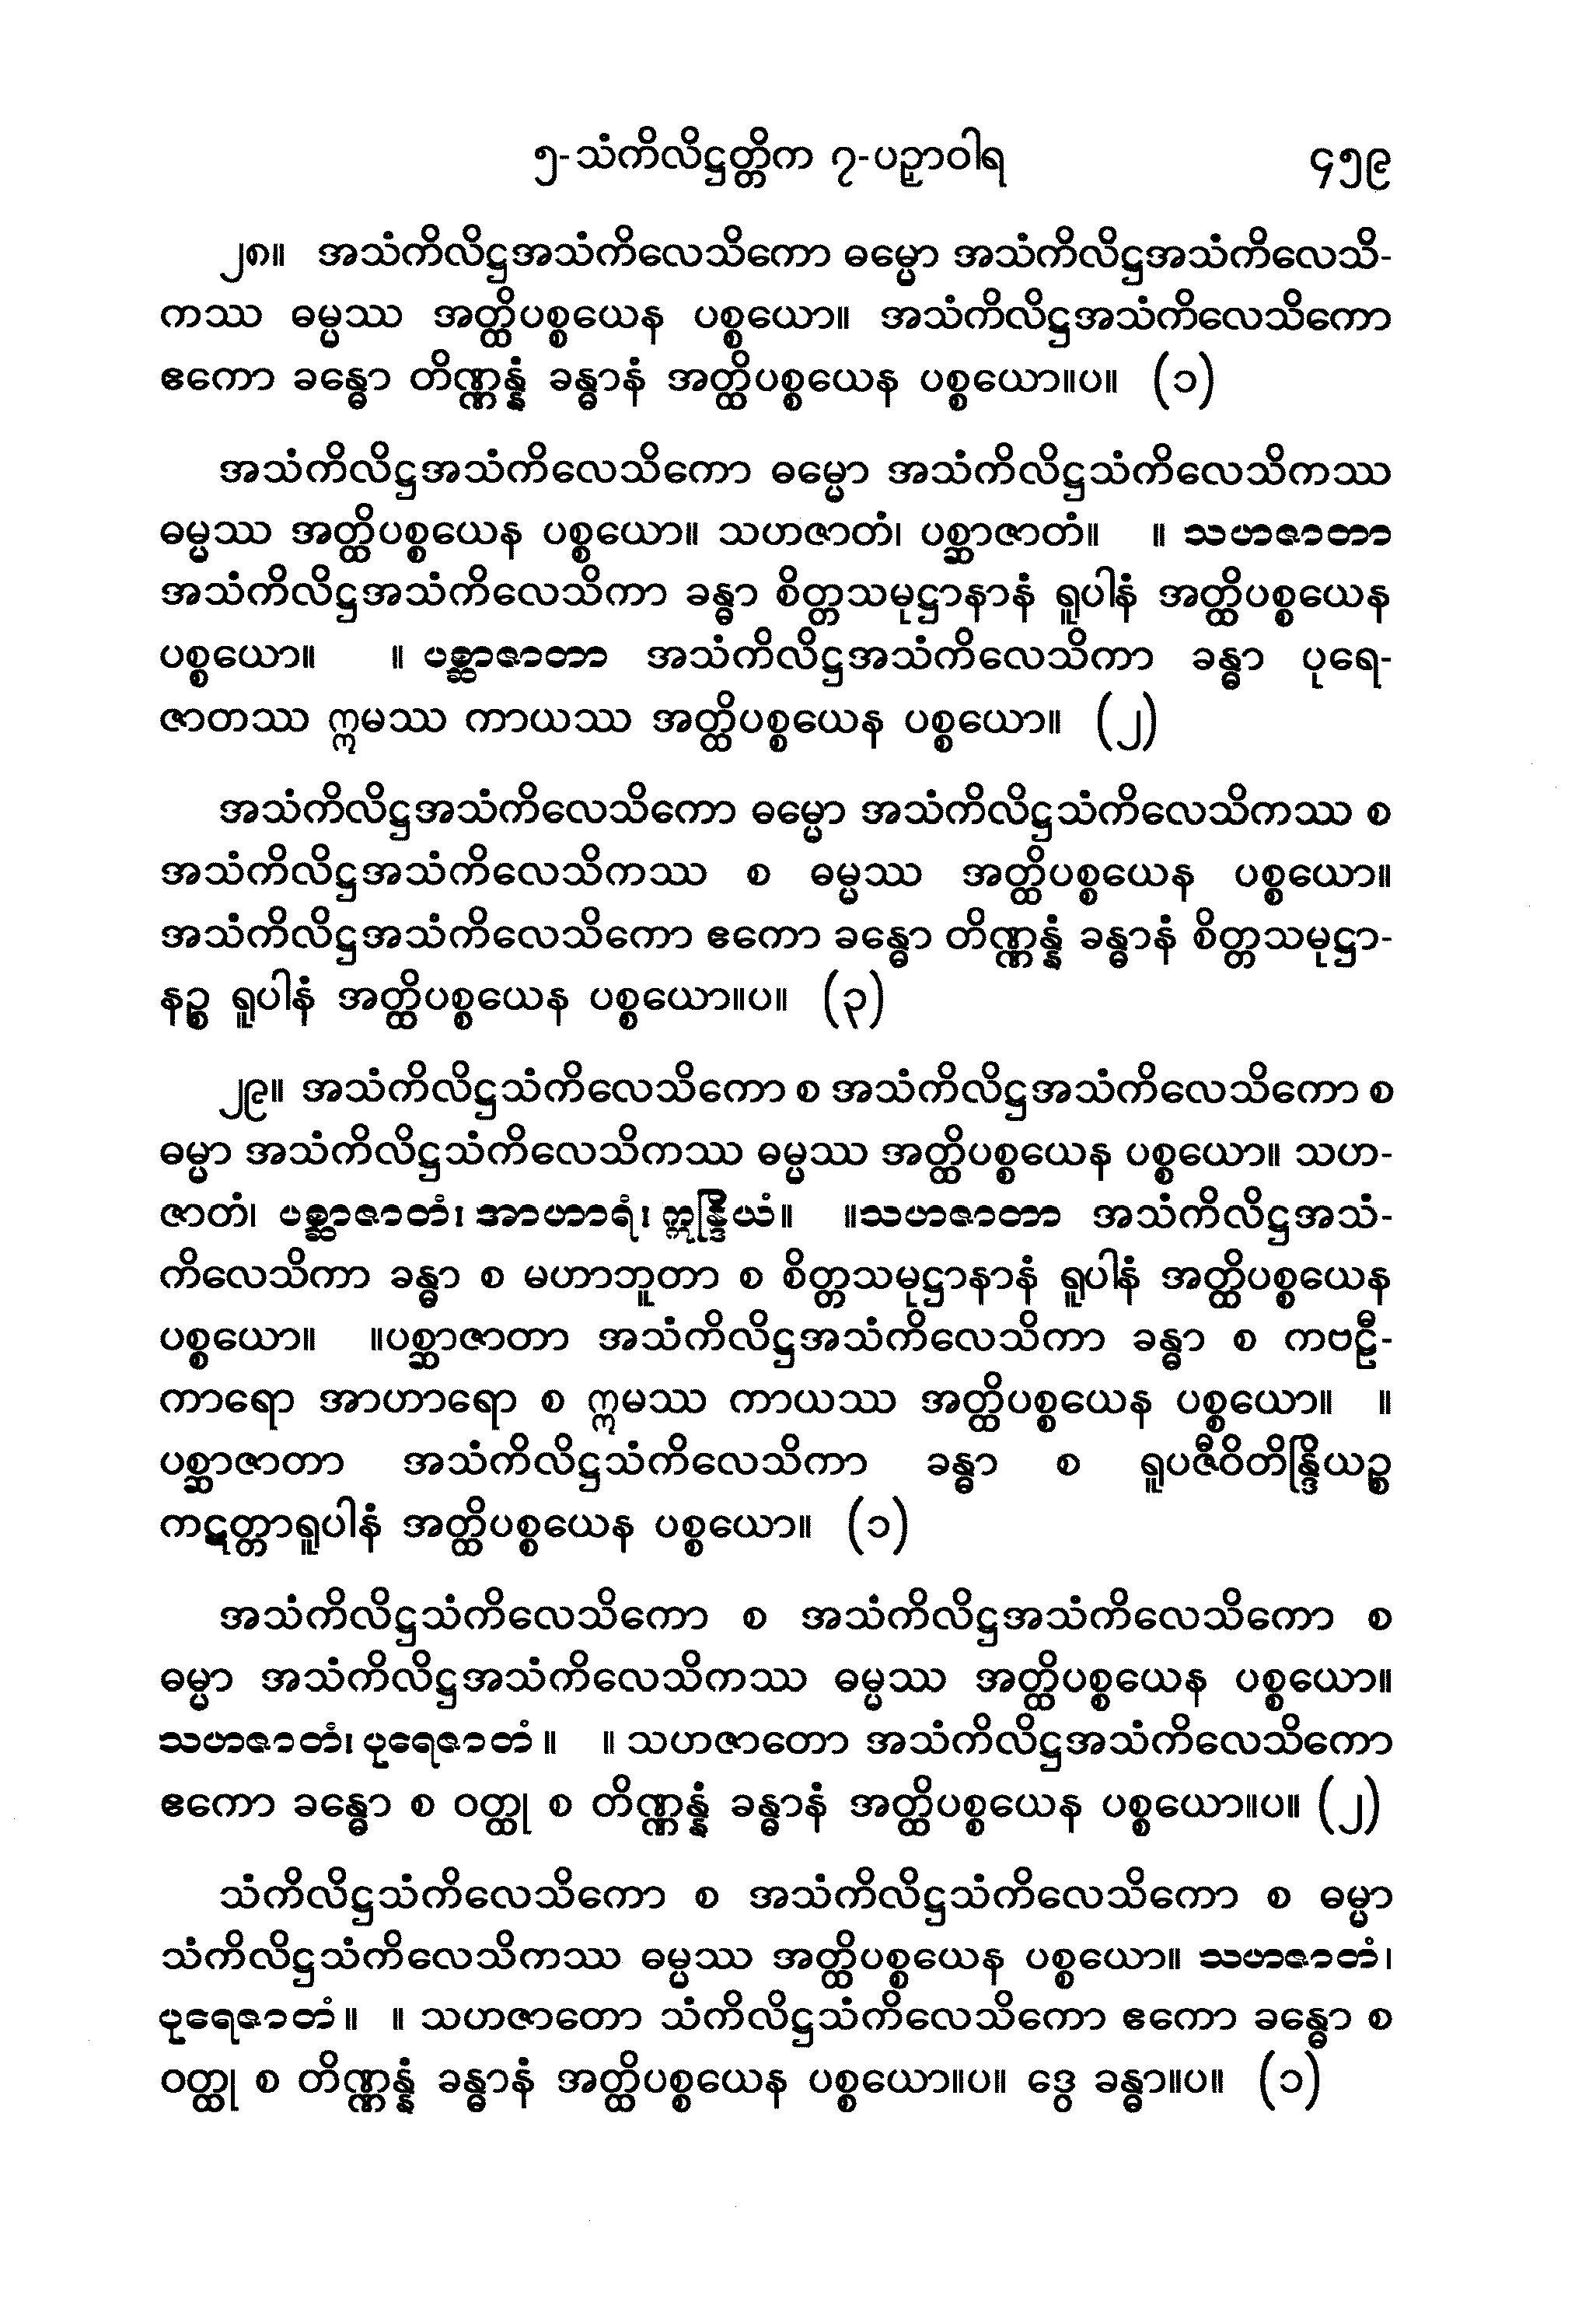 ၅-သံကိလိဋ္ဌတ္တိက ၇-ပဉှာဝါရ ၄၅၉
၂၈။ အသံကိလိဋ္ဌအသံကိလေသိကော ဓမ္မော အသံကိလိဋ္ဌအသံကိလေသိ-
ကဿ ဓမ္မဿ အတ္ထိပစ္စယေန ပစ္စယော။ အသံကိလိဋ္ဌအသံကိလေသိကော
ဧကော ခန္ဓော တိဏ္ဏန္နံ ခန္ဓာနံ အတ္ထိပစ္စယေန ပစ္စယော။ပ။ (၁)
အသံကိလိဋ္ဌအသံကိလေသိကော ဓမ္မော အသံကိလိဋ္ဌသံကိလေသိကဿ
ဓမ္မဿ အတ္ထိပစ္စယေန ပစ္စယော။ သဟဇာတံ၊ ပစ္ဆာဇာတံ။ ။ သဟဇာတာ
အသံကိလိဋ္ဌအသံကိလေသိကာ ခန္ဓာ စိတ္တသမုဋ္ဌာနာနံ ရူပါနံ အတ္ထိပစ္စယေန
ပစ္စယော။ ။ ပစ္ဆာဇာတာ အသံကိလိဋ္ဌအသံကိလေသိကာ ခန္ဓာ ပုရေ-
ဇာတဿ ဣမဿ ကာယဿ အတ္ထိပစ္စယေန ပစ္စယော။ (၂)
အသံကိလိဋ္ဌအသံကိလေသိကော ဓမ္မော အသံကိလိဋ္ဌသံကိလေသိကဿ စ
အသံကိလိဋ္ဌအသံကိလေသိကဿ စ ဓမ္မဿ အတ္ထိပစ္စယေန ပစ္စယော။
အသံကိလိဋ္ဌအသံကိလေသိကော ဧကော ခန္ဓော တိဏ္ဏန္နံ ခန္ဓာနံ စိတ္တသမုဋ္ဌာ-
နဉ္စ ရူပါနံ အတ္ထိပစ္စယေန ပစ္စယော။ပ။ (၃)
၂၉။ အသံကိလိဋ္ဌသံကိလေသိကော စ အသံကိလိဋ္ဌအသံကိလေသိကော စ
ဓမ္မာ အသံကိလိဋ္ဌသံကိလေသိကဿ ဓမ္မဿ အတ္ထိပစ္စယေန ပစ္စယော။ သဟ-
ဇာတံ၊ ပစ္ဆာဇာတံ၊ အာဟာရံ၊ ဣန္ဒြိယံ။ ။သဟဇာတာ အသံကိလိဋ္ဌအသံ-
ကိလေသိကာ ခန္ဓာ စ မဟာဘူတာ စ စိတ္တသမုဋ္ဌာနာနံ ရူပါနံ အတ္ထိပစ္စယေန
ပစ္စယော။ ။ပစ္ဆာဇာတာ အသံကိလိဋ္ဌအသံကိလေသိကာ ခန္ဓာ စ ကဗဠီ-
ကာရော အာဟာရော စ ဣမဿ ကာယဿ အတ္ထိပစ္စယေန ပစ္စယော။ ။
ပစ္ဆာဇာတာ အသံကိလိဋ္ဌသံကိလေသိကာ ခန္ဓာ စ ရူပဇီဝိတိန္ဒြိယဉ္စ
ကဋတ္တာရူပါနံ အတ္ထိပစ္စယေန ပစ္စယော။ (၁)
အသံကိလိဋ္ဌသံကိလေသိကော စ အသံကိလိဋ္ဌအသံကိလေသိကော စ
ဓမ္မာ အသံကိလိဋ္ဌအသံကိလေသိကဿ ဓမ္မဿ အတ္ထိပစ္စယေန ပစ္စယော။
သဟဇာတံ၊ ပုရေဇာတံ။ ။ သဟဇာတော အသံကိလိဋ္ဌအသံကိလေသိကော
ဧကော ခန္ဓော စ ဝတ္ထု စ တိဏ္ဏန္နံ ခန္ဓာနံ အတ္ထိပစ္စယေန ပစ္စယော။ပ။ (၂)
သံကိလိဋ္ဌသံကိလေသိကော စ အသံကိလိဋ္ဌသံကိလေသိကော စ ဓမ္မာ
သံကိလိဋ္ဌသံကိလေသိကဿ ဓမ္မဿ အတ္ထိပစ္စယေန ပစ္စယော။ သဟဇာတံ၊
ပုရေဇာတံ။ ။ သဟဇာတော သံကိလိဋ္ဌသံကိလေသိကော ဧကော ခန္ဓော စ
ဝတ္ထု စ တိဏ္ဏန္နံ ခန္ဓာနံ အတ္ထိပစ္စယေန ပစ္စယော။ပ။ ဒွေ ခန္ဓာ။ပ။ (၁)